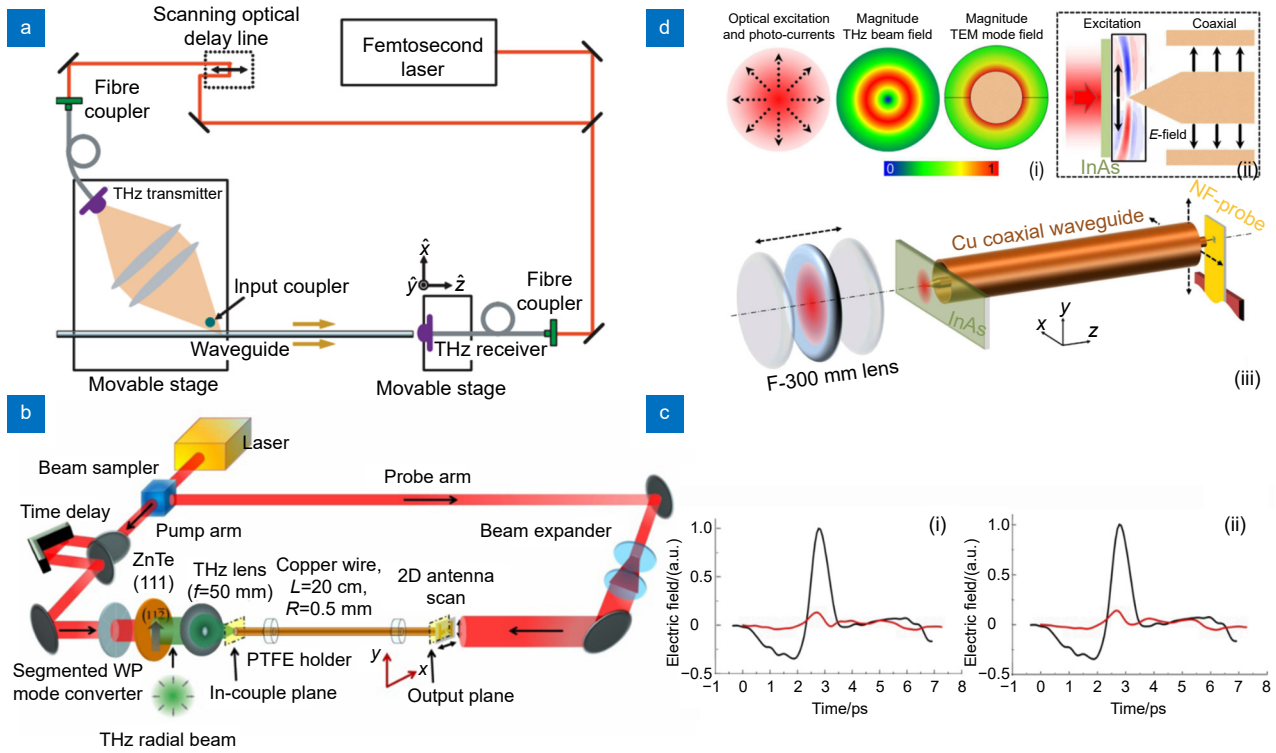 a
Scanning optical
delay line
Femtosecond
laser
Fibre
coupler
THz transmitter
Input coupler
Waveguide
Movable stage
x̂
ŷ
ẑ
Fibre
coupler
THz receiver
Movable stage
d
Optical excitation
and photo-currents
Magnitude
THz beam field
Magnitude
TEM mode field
0
1
(i)
Excitation
Coaxial
E-field
InAs
(ii)
Cu coaxial waveguide
NF-probe
InAs
y
x
z
F-300 mm lens
(iii)
b
Laser
Beam sampler
Probe arm
Time delay
Pump arm
Beam expander
ZnTe
(111)
THz lens
(f=50 mm)
Copper wire,
L=20 cm,
R=0.5 mm
2D antenna
scan
(112̄)
PTFE holder
y
x
Segmented WP
mode converter
In-couple plane
Output plane
THz radial beam
c
(i)
Electric field/(a.u.)
1.0
0.5
0
−0.5
−1 0 1 2 3 4 5 6 7 8
Time/ps
(ii)
Electric field/(a.u.)
1.0
0.5
0
−0.5
−1 0 1 2 3 4 5 6 7 8
Time/ps